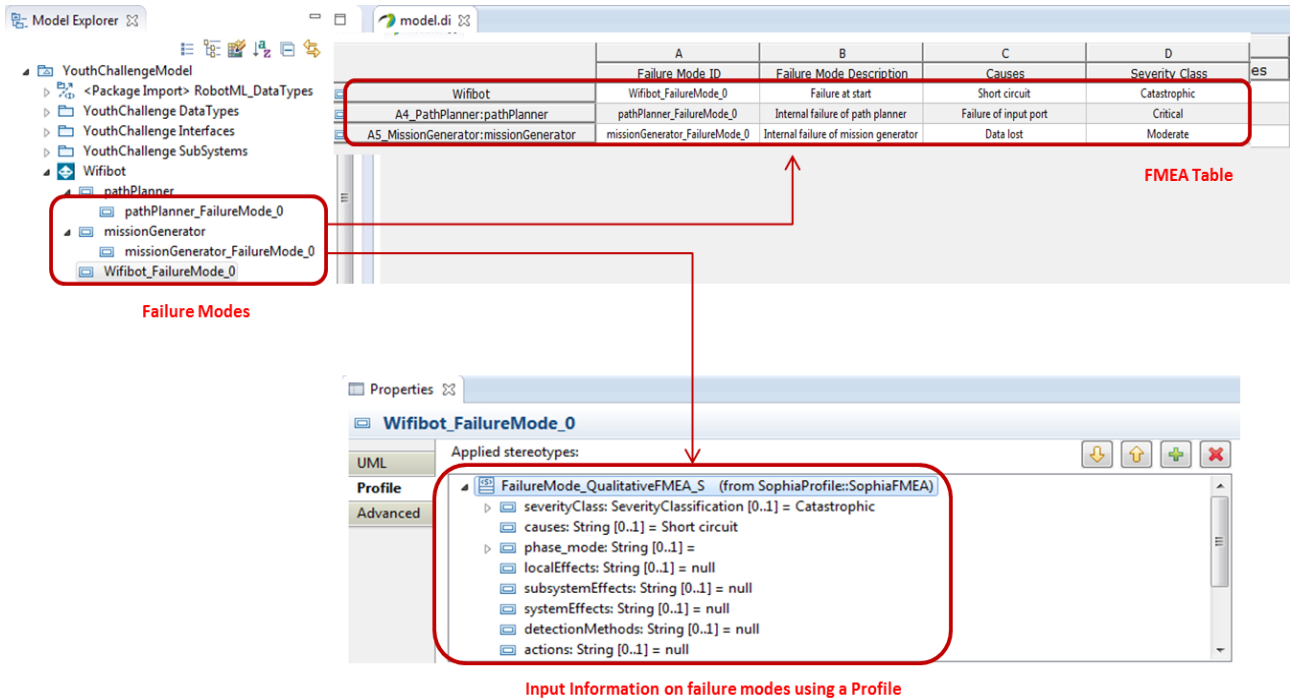 Model Explorer
YouthChallengeModel
<Package Import> RobotML_DataTypes
YouthChallenge DataTypes
YouthChallenge Interfaces
YouthChallenge SubSystems
Wifibot
pathPlanner
pathPlanner_FailureMode_0
missionGenerator
missionGenerator_FailureMode_0
Wifibot_FailureMode_0
Failure Modes
model.di
A B C D
Failure Mode ID Failure Mode Description Causes Severity Class es
Wifibot Wifibot_FailureMode_0 Failure at start Short circuit Catastrophic
A4_PathPlanner:pathPlanner pathPlanner_FailureMode_0 Internal failure of path planner Failure of input port Critical
A5_MissionGenerator:missionGenerator missionGenerator_FailureMode_0 Internal failure of mission generator Data lost Moderate
FMEA Table
Properties
Wifibot_FailureMode_0
UML
Profile
Advanced
Applied stereotypes:
FailureMode_QualitativeFMEA_S (from SophiaProfile::SophiaFMEA)
severityClass: SeverityClassification [0..1] = Catastrophic
causes: String [0..1] = Short circuit
phase_mode: String [0..1] =
localEffects: String [0..1] = null
subsystemEffects: String [0..1] = null
systemEffects: String [0..1] = null
detectionMethods: String [0..1] = null
actions: String [0..1] = null
Input Information on failure modes using a Profile